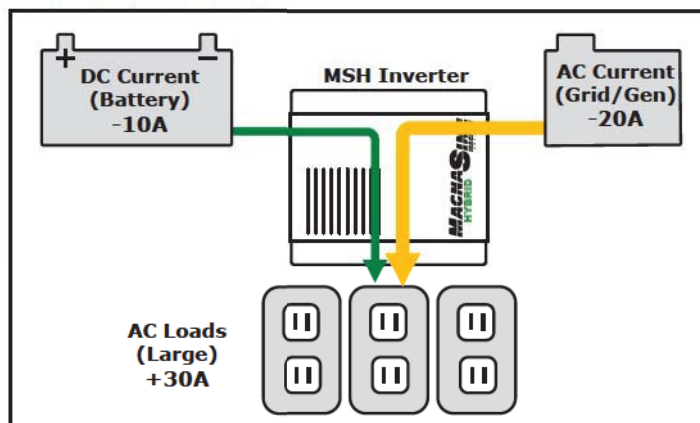 + −
DC Current
(Battery)
-10A
MSH Inverter
AC Current
(Grid/Gen)
-20A
MAGNASINE
HYBRID
AC Loads
(Large)
+30A